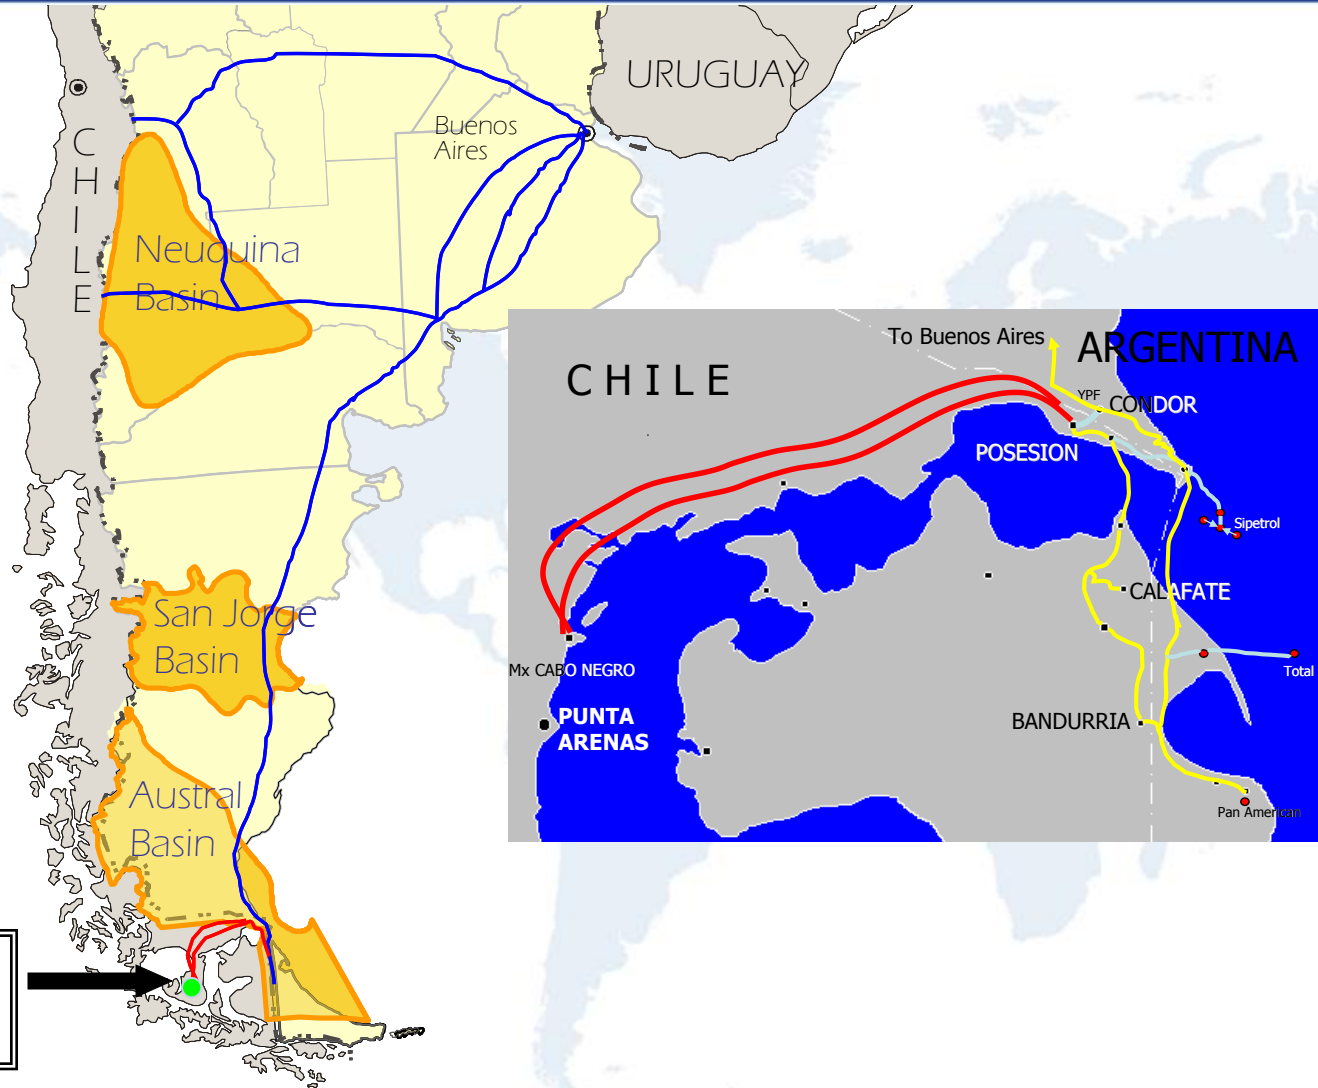 URUGUAY
Buenos
Aires
CHILE
Neuquina
Basin
San Jorge
Basin
Austral
Basin
To Buenos Aires
ARGENTINA
CHILE
YPF
CONDOR
POSESION
Sipetrol
CALAFATE
Mx CABO NEGRO
Total
PUNTA
ARENAS
BANDURRIA
Pan American